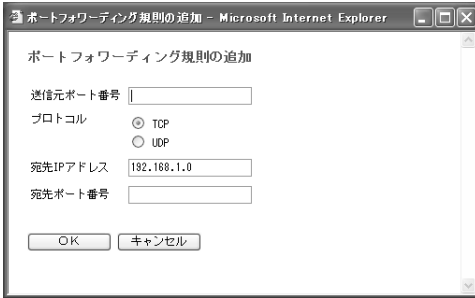 ポートフォワーディング規則の追加 - Microsoft Internet Explorer
ポートフォワーディング規則の追加
送信元ポート番号
プロトコル
TCP
UDP
宛先IPアドレス 192.168.1.0
宛先ポート番号
OK キャンセル